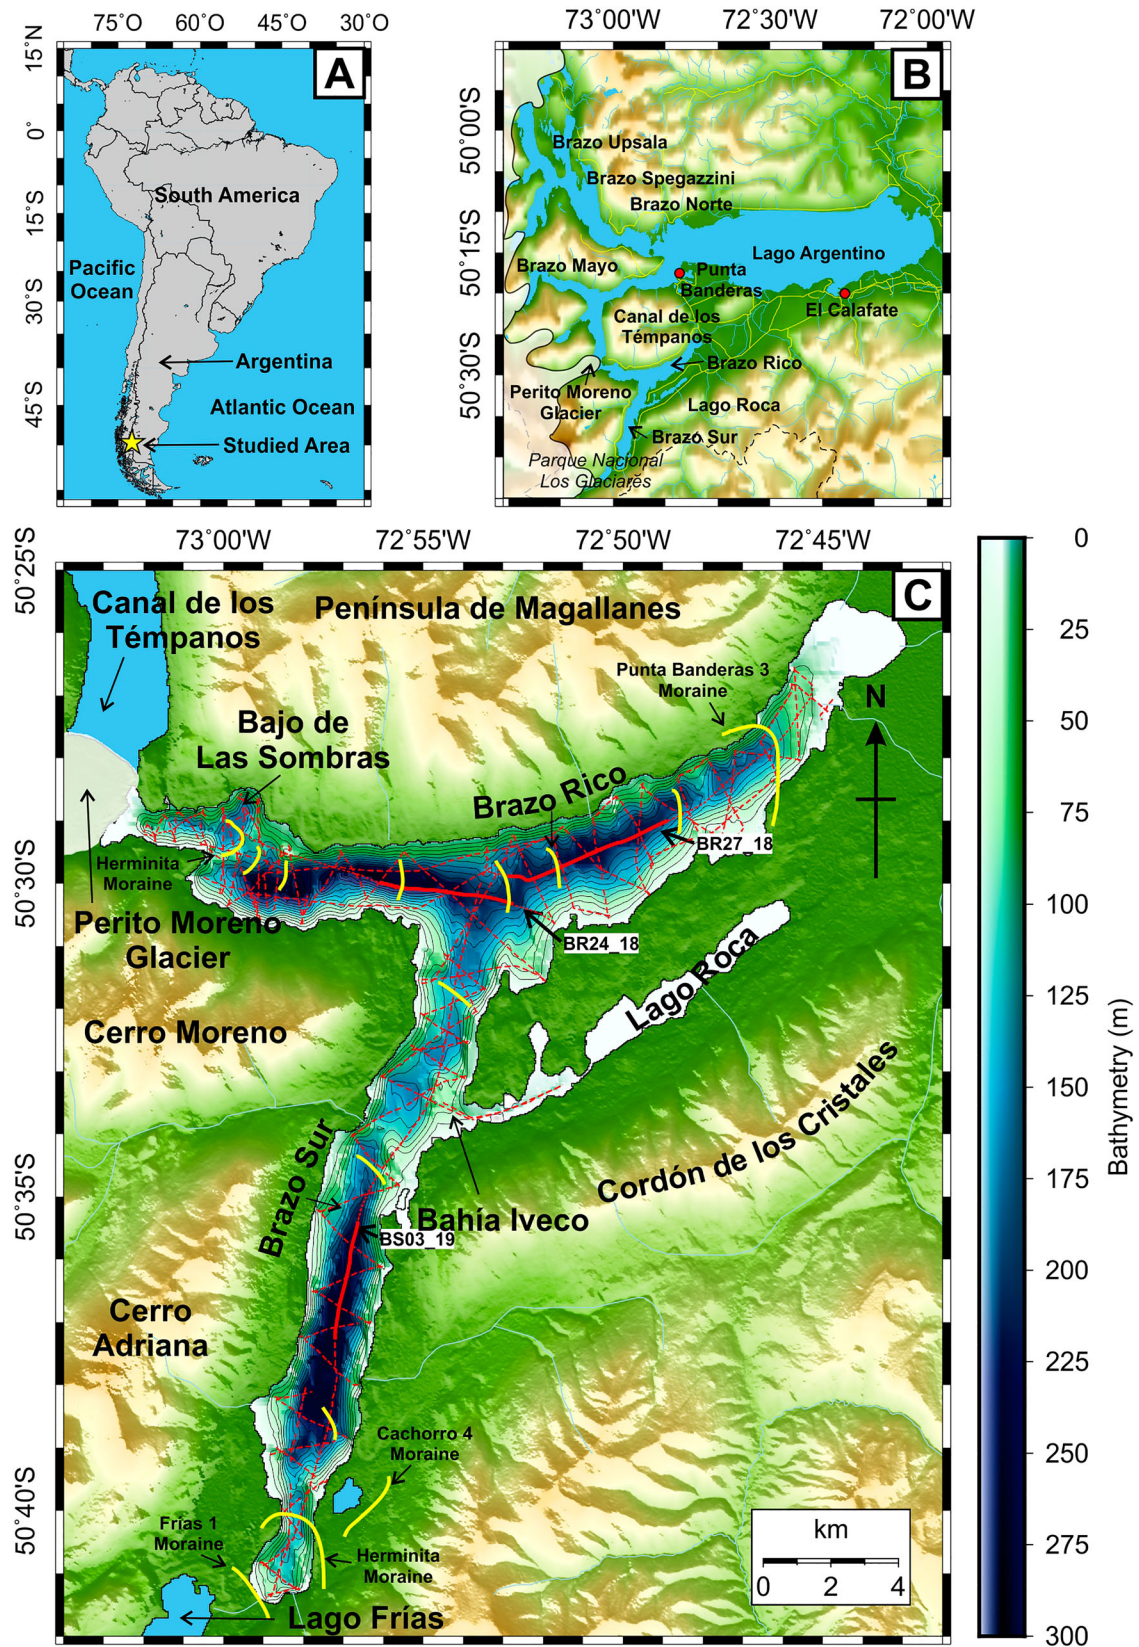 75°O 60°O 45°O 30°O
15°N
0°
15°S
30°S
45°S
A
South America
Pacific
Ocean
Argentina
Atlantic Ocean
Studied Area
73°00'W 72°30'W 72°00'W
50°00'S
50°15'S
50°30'S
B
Brazo Upsala
Brazo Spegazzini
Brazo Norte
Lago Argentino
Brazo Mayo
Punta
Banderas
El Calafate
Canal de los
Témpanos
Brazo Rico
Perito Moreno
Glacier
Lago Roca
Brazo Sur
Parque Nacional
Los Glaciares
73°00'W 72°55'W 72°50'W 72°45'W
50°25'S
50°30'S
50°35'S
50°40'S
C
Canal de los
Témpanos
Península de Magallanes
Punta Banderas 3
Moraine
N
Bajo de
Las Sombras
Brazo Rico
BR27_18
Herminita
Moraine
Perito Moreno
Glacier
BR24_18
Lago Roca
Cerro Moreno
Cordón de los Cristales
Brazo Sur
Bahía Iveco
BS03_19
Cerro
Adriana
Cachorro 4
Moraine
Frías 1
Moraine
Herminita
Moraine
Lago Frías
km
0 2 4
0
25
50
75
100
125
150
175
200
225
250
275
300
Bathymetry (m)